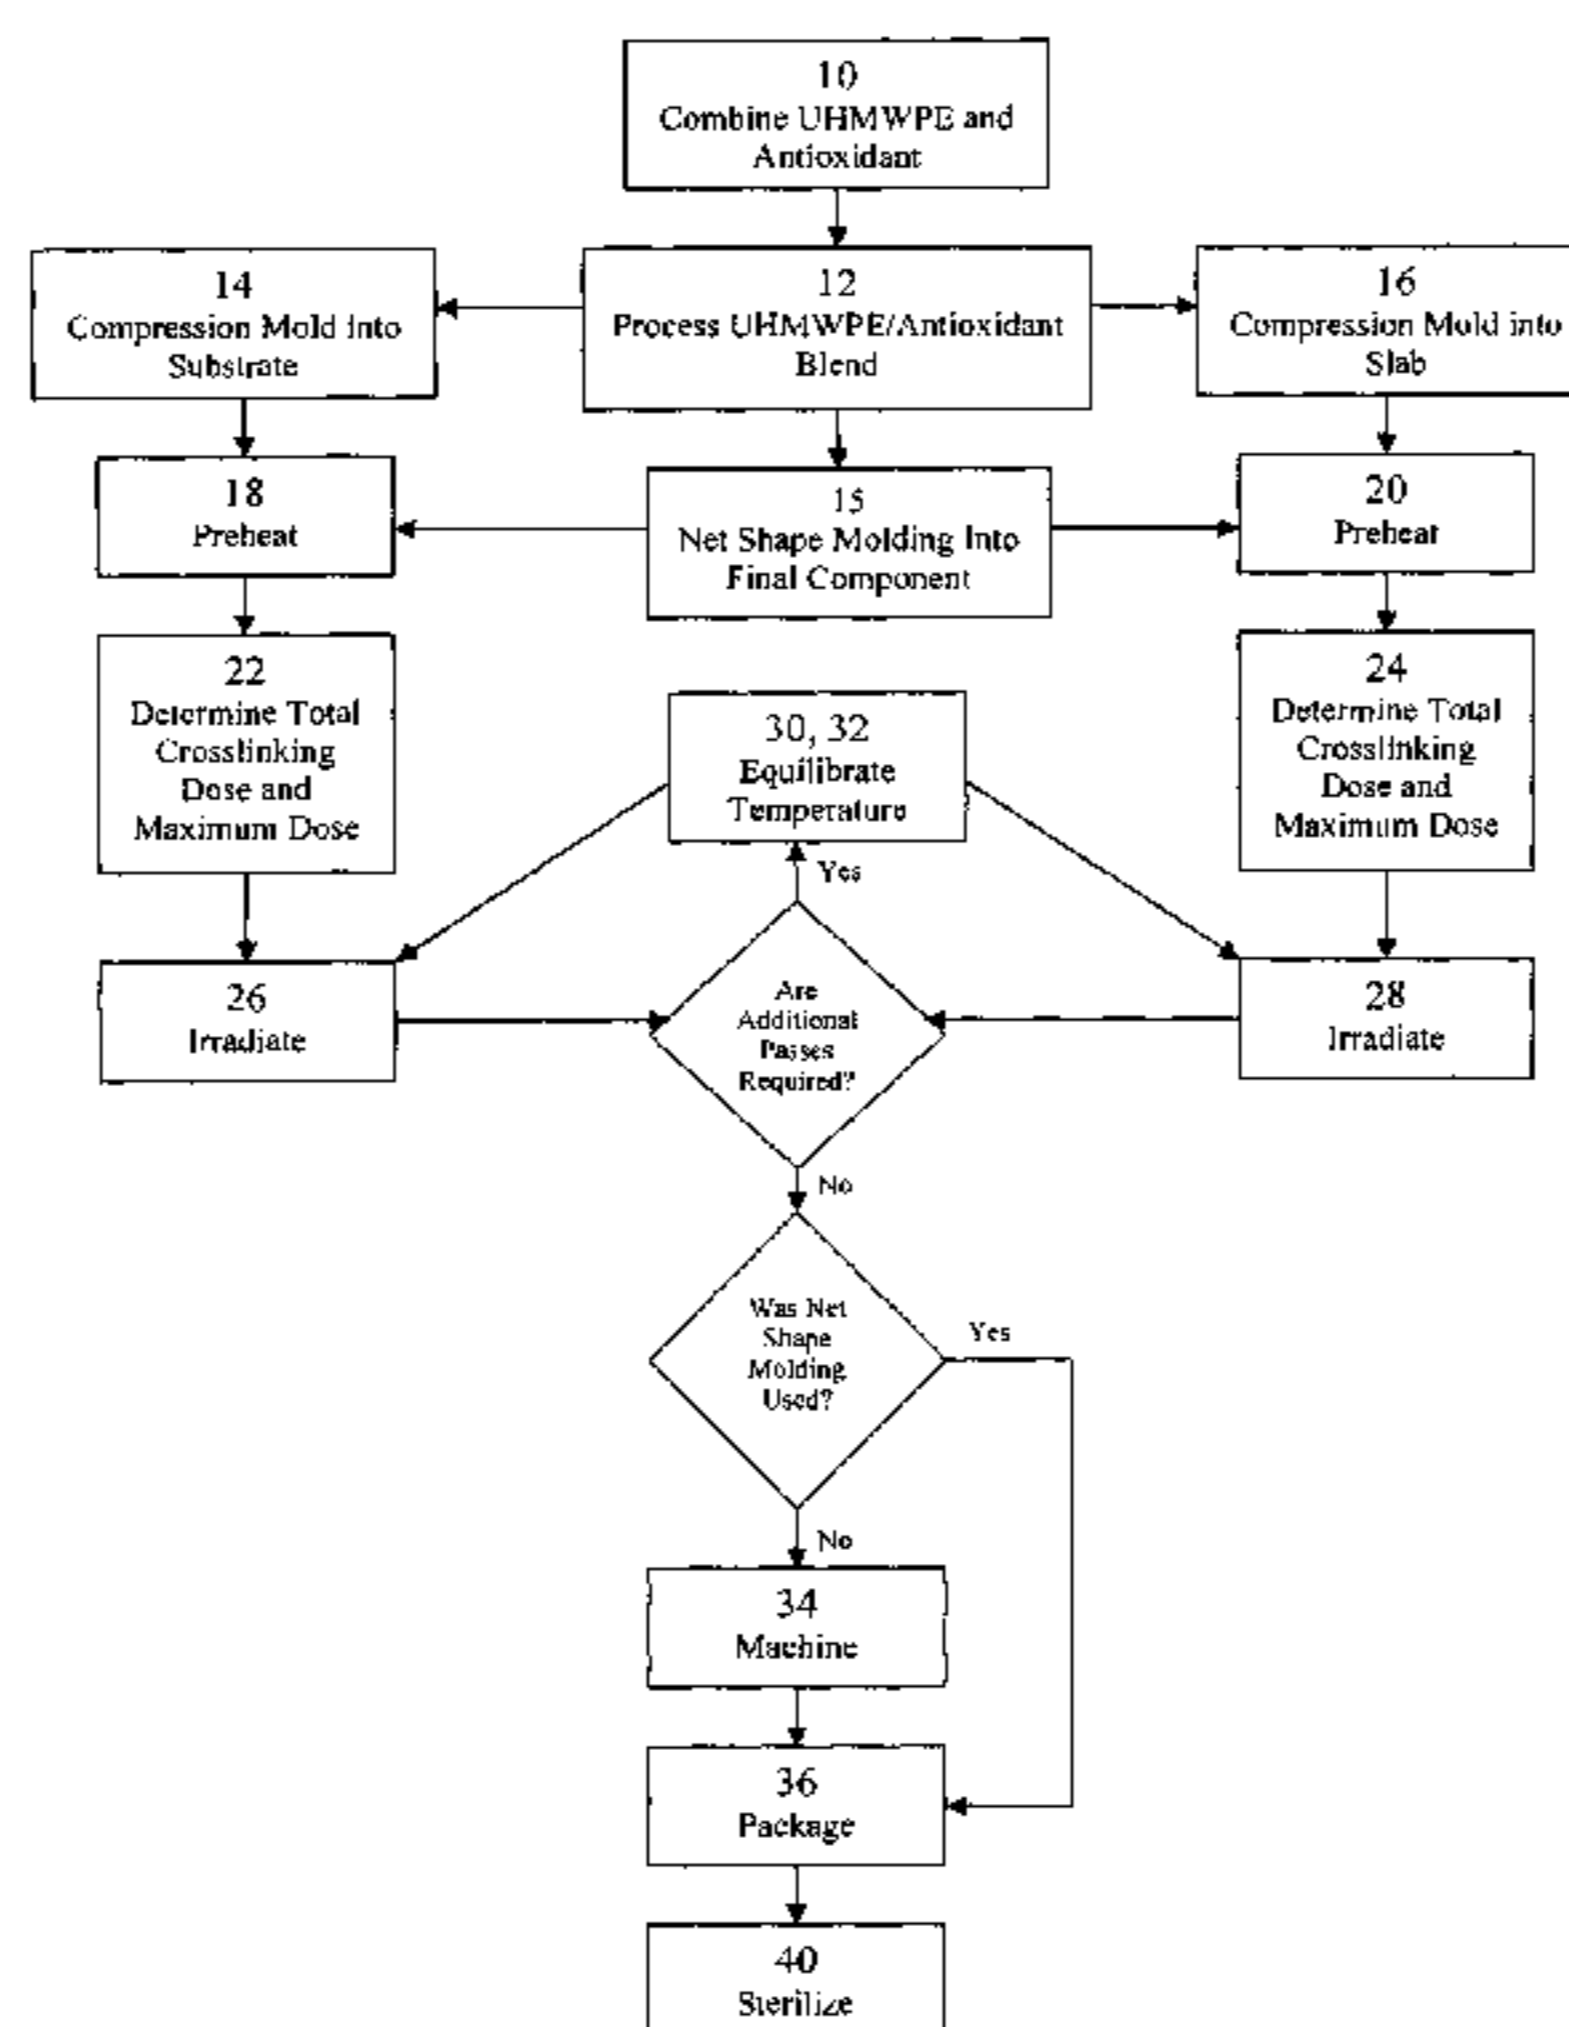 10
Combine UHMWPE and
Antioxidant
14
Compression Mold into
Substrate
12
Process UHMWPE/Antioxidant
Blend
16
Compression Mold into
Slab
18
Preheat
15
Net Shape Molding Into
Final Component
20
Preheat
22
Determine Total
Crosslinking
Dose and
Maximum Dose
30, 32
Equilibrate
Temperature
24
Determine Total
Crosslinking
Dose and
Maximum Dose
Yes
26
Irradiate
Are
Additional
Passes
Required?
28
Irradiate
No
Was Net
Shape
Molding
Used?
Yes
No
34
Machine
36
Package
40
Sterilize